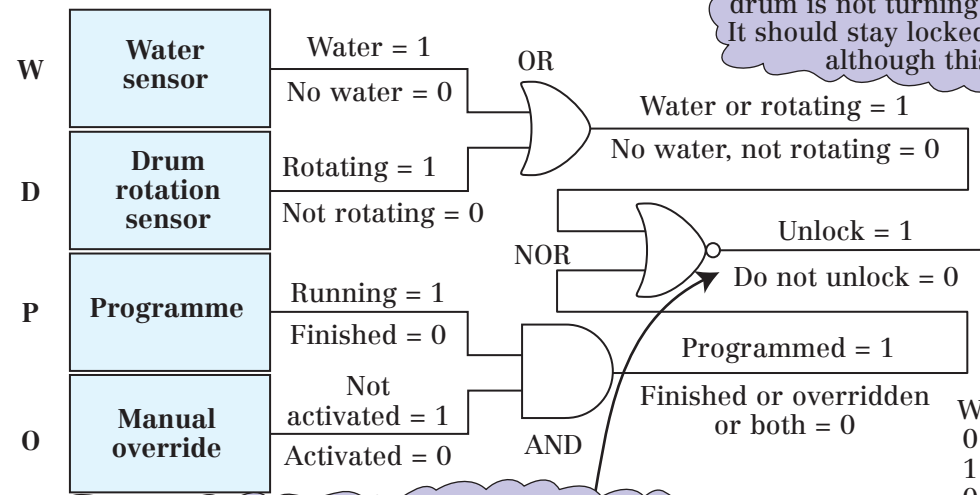 drum is not turning
It should stay locked
although this
W
Water
sensor
Water = 1
No water = 0
OR
Water or rotating = 1
No water, not rotating = 0
D
Drum
rotation
sensor
Rotating = 1
Not rotating = 0
NOR
Unlock = 1
Do not unlock = 0
P
Programme
Running = 1
Finished = 0
Programmed = 1
Finished or overridden
or both = 0
O
Manual
override
Not
activated = 1
Activated = 0
AND
W
0
1